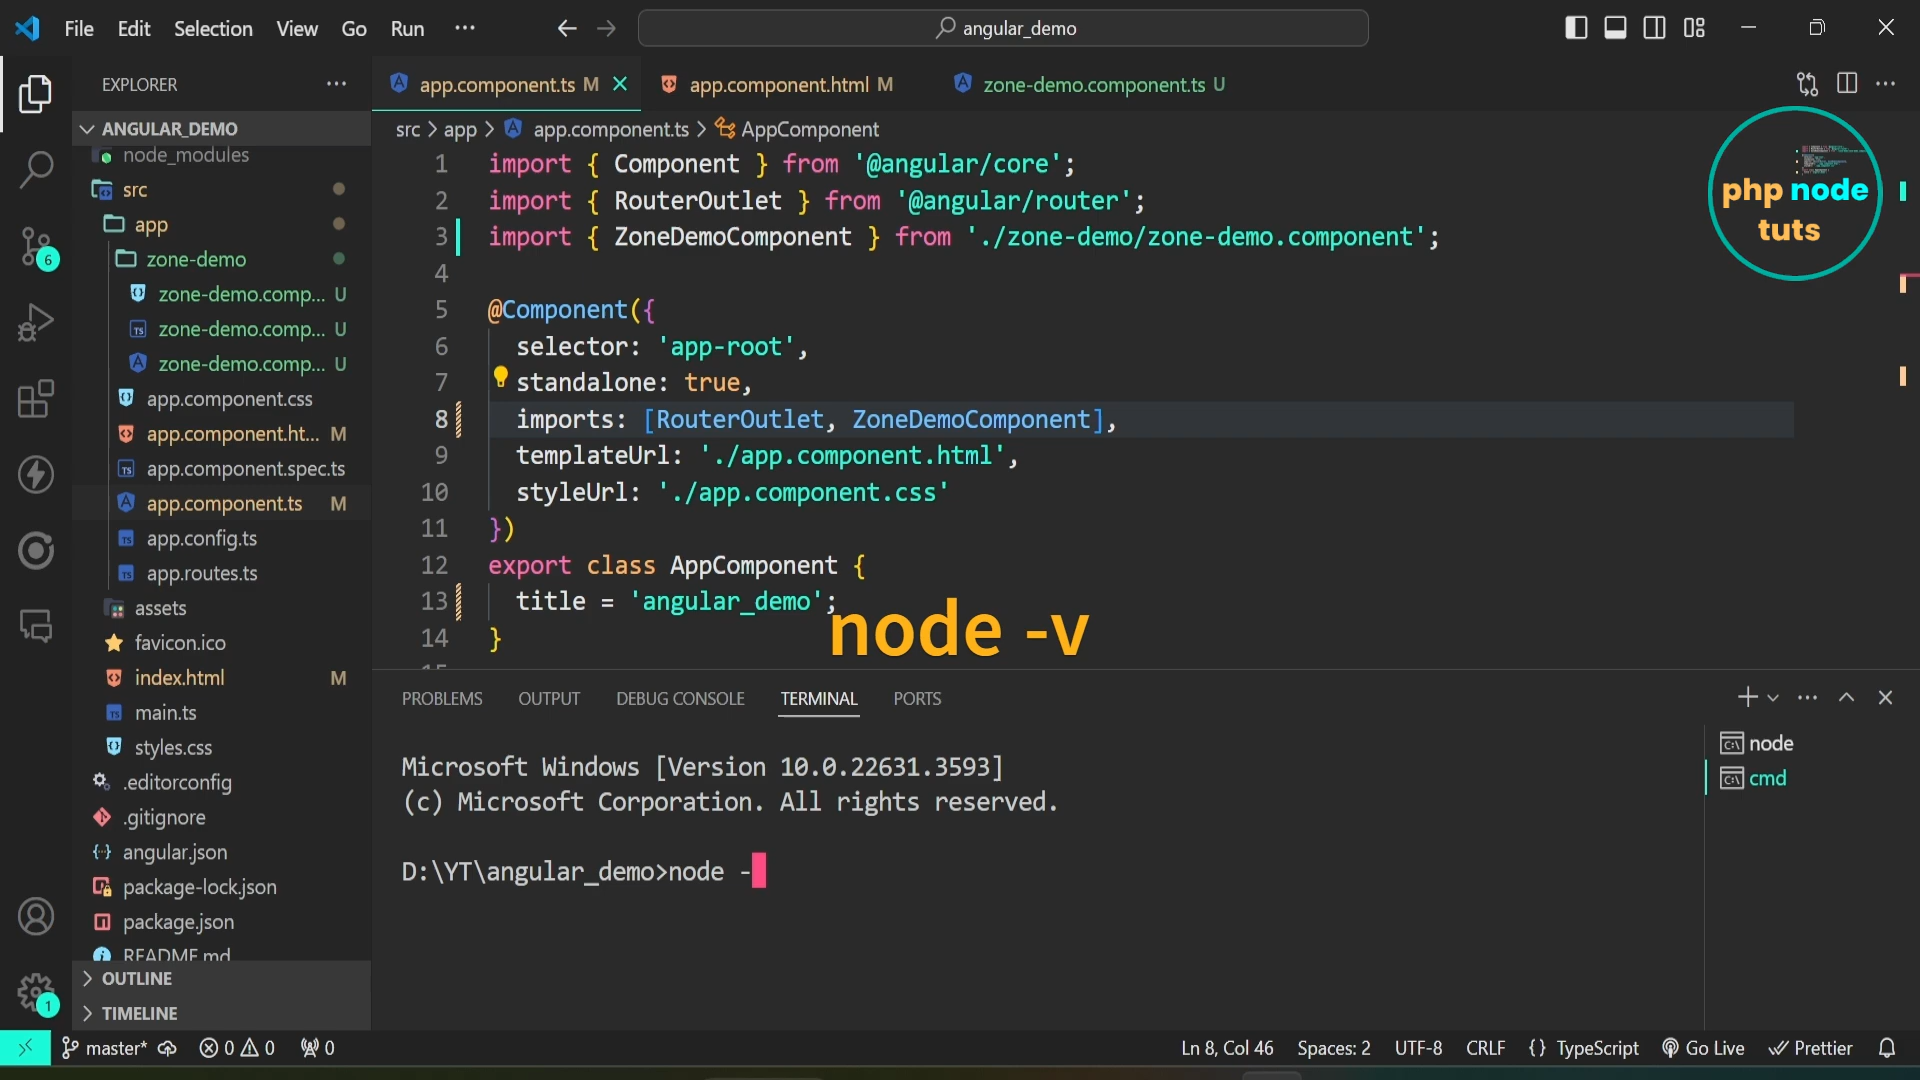 File Edit Selection View Go Run ··· angular_demo
EXPLORER ···
ANGULAR_DEMO
node_modules
src
app
zone-demo
zone-demo.comp... U
zone-demo.comp... U
zone-demo.comp... U
app.component.css
app.component.ht... M
app.component.spec.ts
app.component.ts M
app.config.ts
app.routes.ts
assets
favicon.ico
index.html M
main.ts
styles.css
.editorconfig
.gitignore
angular.json
package-lock.json
package.json
README.md
OUTLINE
TIMELINE
6
1
app.component.ts M app.component.html M zone-demo.component.ts U
src > app > app.component.ts > AppComponent
1 import { Component } from '@angular/core';
2 import { RouterOutlet } from '@angular/router';
3 import { ZoneDemoComponent } from './zone-demo/zone-demo.component';
4
5 @Component({
6 selector: 'app-root',
7 standalone: true,
8 imports: [RouterOutlet, ZoneDemoComponent],
9 templateUrl: './app.component.html',
10 styleUrl: './app.component.css'
11 })
12 export class AppComponent {
13 title = 'angular_demo';
14 }
php node
tuts
node -v
PROBLEMS OUTPUT DEBUG CONSOLE TERMINAL PORTS
Microsoft Windows [Version 10.0.22631.3593]
(c) Microsoft Corporation. All rights reserved.
D:\YT\angular_demo>node -
node
cmd
master* 0 0 0 Ln 8, Col 46 Spaces: 2 UTF-8 CRLF {} TypeScript Go Live Prettier